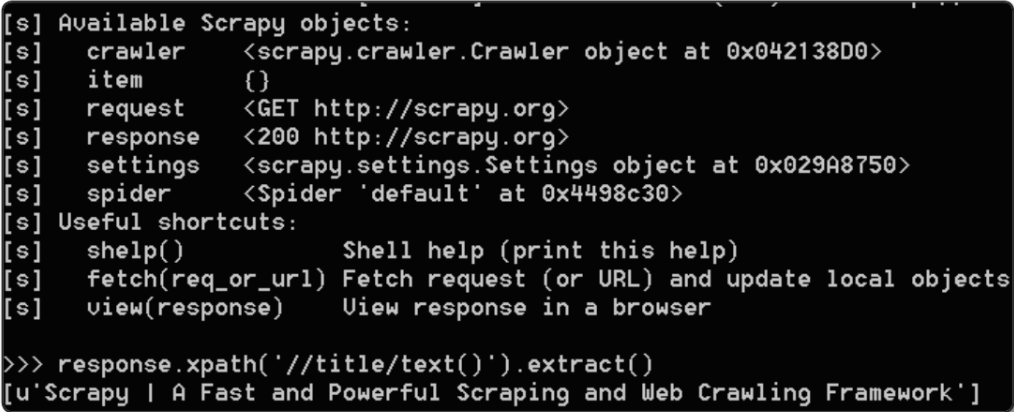 [s] Available Scrapy objects:
[s]   crawler    <scrapy.crawler.Crawler object at 0x042138D0>
[s]   item       {}
[s]   request    <GET http://scrapy.org>
[s]   response   <200 http://scrapy.org>
[s]   settings   <scrapy.settings.Settings object at 0x029A8750>
[s]   spider     <Spider 'default' at 0x4498c30>
[s] Useful shortcuts:
[s]   shelp()           Shell help (print this help)
[s]   fetch(req_or_url) Fetch request (or URL) and update local objects
[s]   view(response)    View response in a browser
>>> response.xpath('//title/text()').extract()
[u'Scrapy | A Fast and Powerful Scraping and Web Crawling Framework']